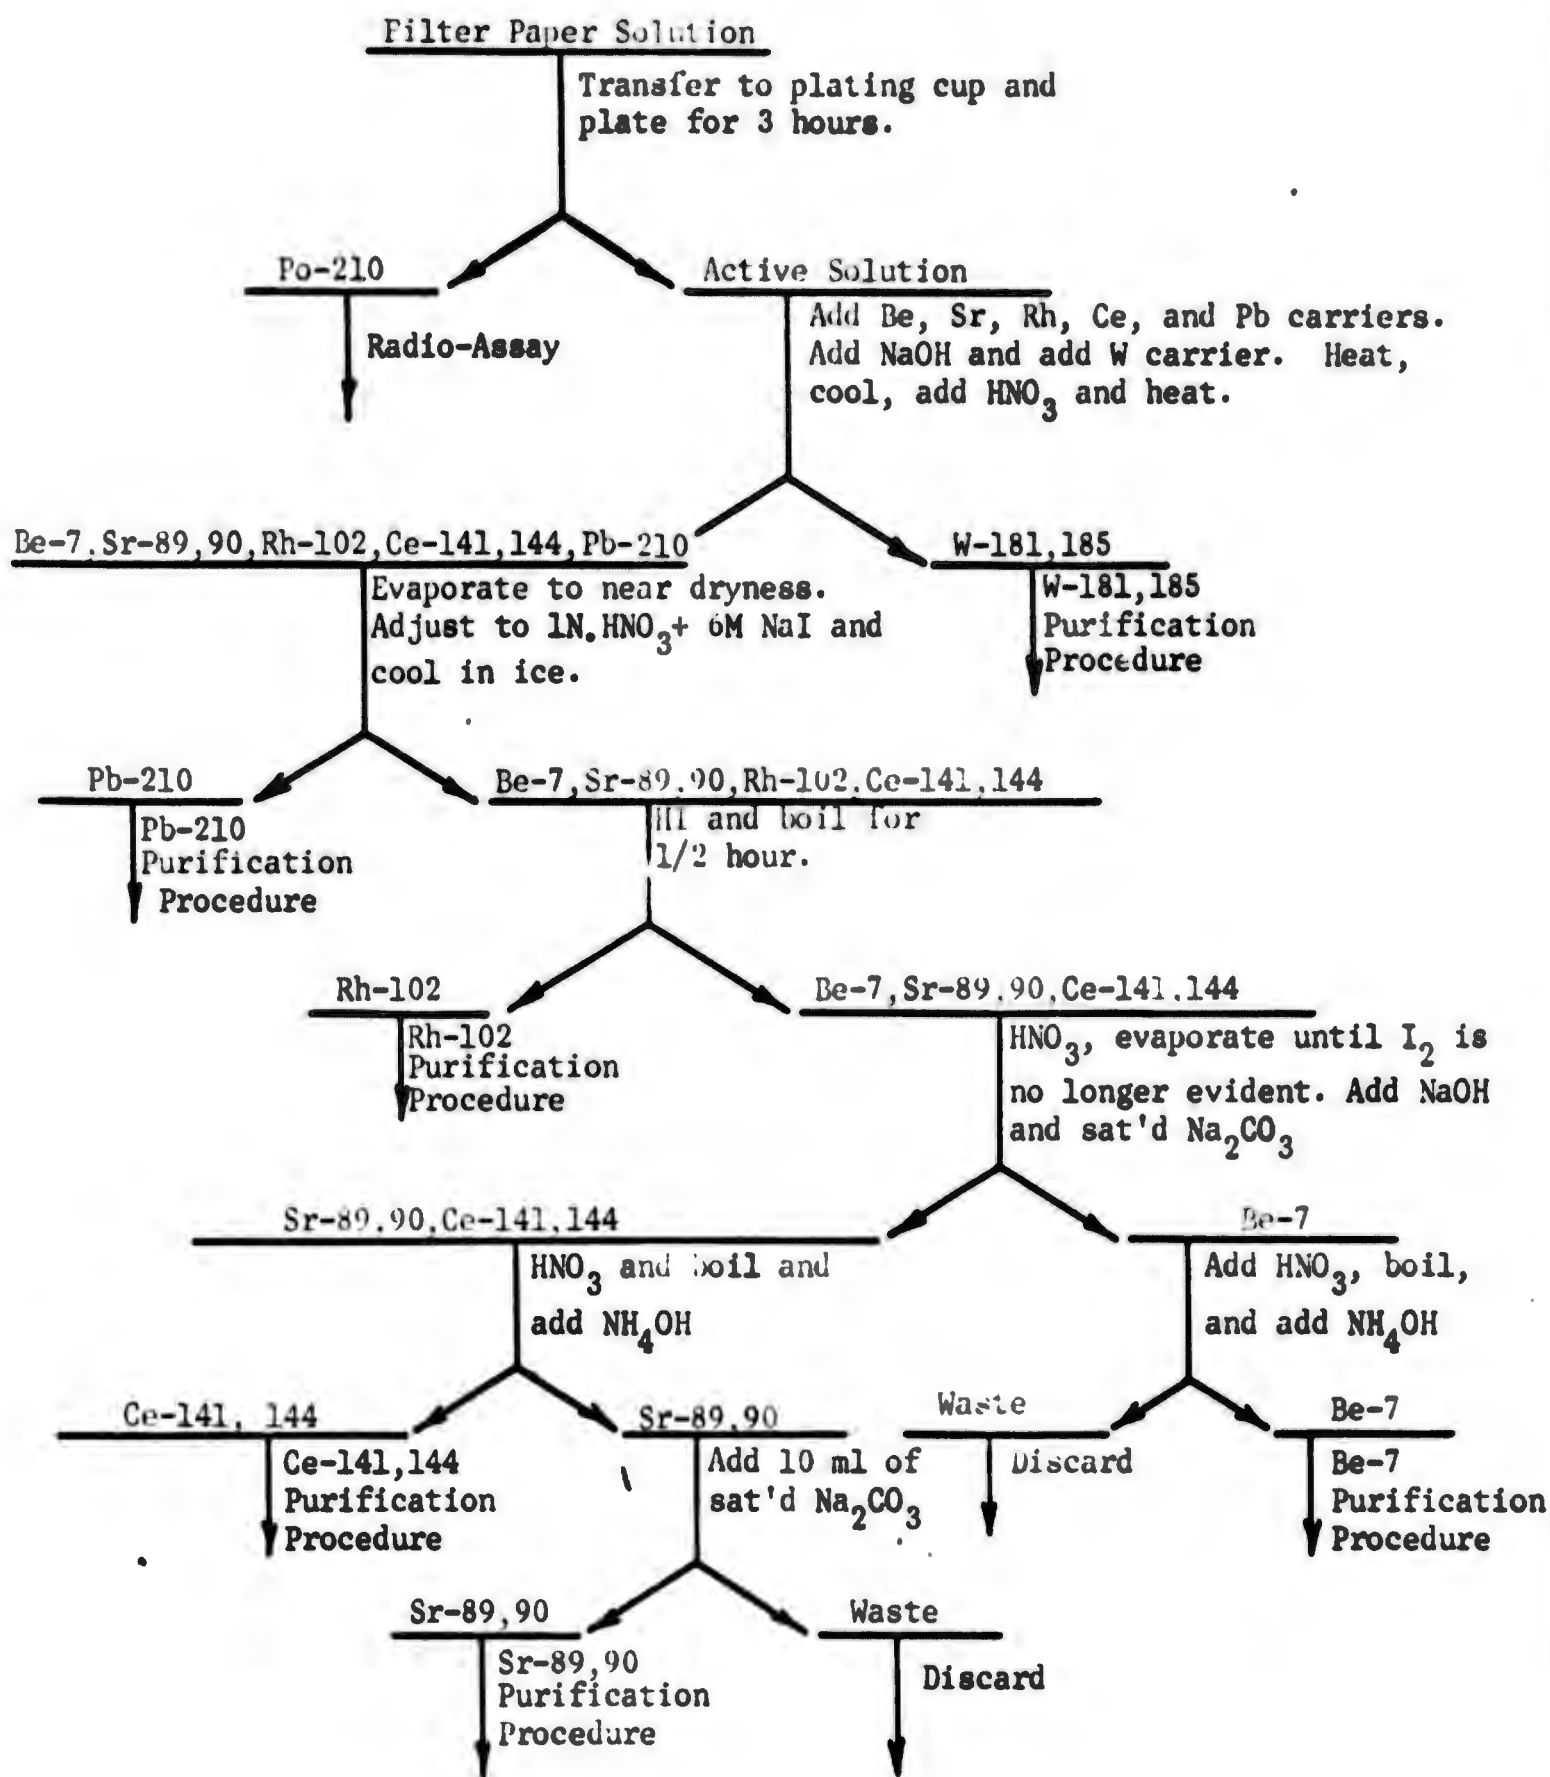 Filter Paper Solution
Transfer to plating cup and
plate for 3 hours.
Po-210
Radio-Assay
Active Solution
Add Be, Sr, Rh, Ce, and Pb carriers.
Add NaOH and add W carrier. Heat,
cool, add HNO3 and heat.
Be-7.Sr-89,90,Rh-102,Ce-141,144,Pb-210
Evaporate to near dryness.
Adjust to 1N.HNO3+ 6M NaI and
cool in ice.
W-181,185
W-181,185
Purification
Procedure
Pb-210
Pb-210
Purification
Procedure
Be-7,Sr-89.90,Rh-102.Ce-141,144
HI and boil for
1/2 hour.
Rh-102
Rh-102
Purification
Procedure
Be-7,Sr-89.90,Ce-141.144
HNO3, evaporate until I2 is
no longer evident. Add NaOH
and sat'd Na2CO3
Sr-89.90.Ce-141,144
HNO3 and boil and
add NH4OH
Be-7
Add HNO3, boil,
and add NH4OH
Ce-141, 144
Ce-141,144
Purification
Procedure
Sr-89,90
Add 10 ml of
sat'd Na2CO3
Waste
Discard
Be-7
Be-7
Purification
Procedure
Sr-89,90
Sr-89,90
Purification
Procedure
Waste
Discard